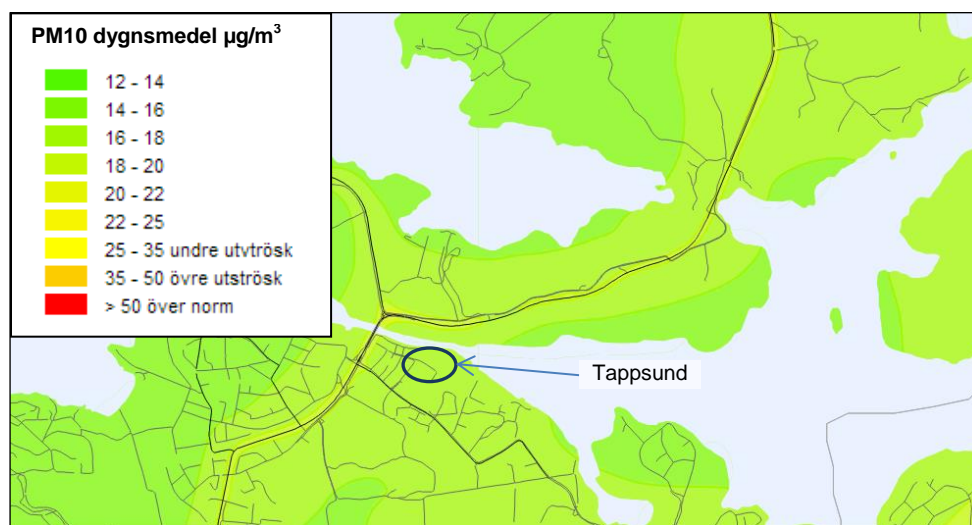 PM10 dygnsmedel µg/m³
12 - 14
14 - 16
16 - 18
18 - 20
20 - 22
22 - 25
25 - 35 undre utvtrösk
35 - 50 övre utströsk
> 50 över norm
Tappsund